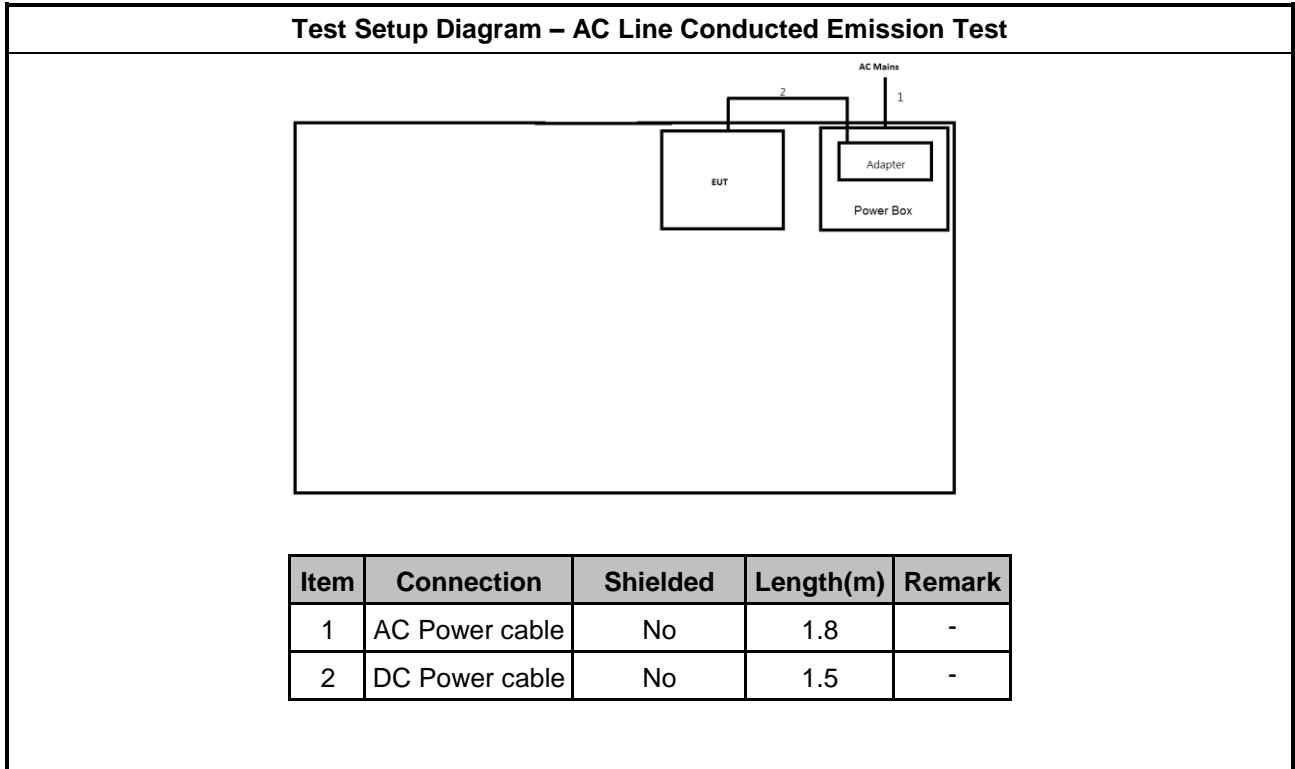 Test Setup Diagram – AC Line Conducted Emission Test
AC Mains
2
1
Adapter
EUT
Power Box
Item Connection Shielded Length(m) Remark
1 AC Power cable No 1.8 -
2 DC Power cable No 1.5 -